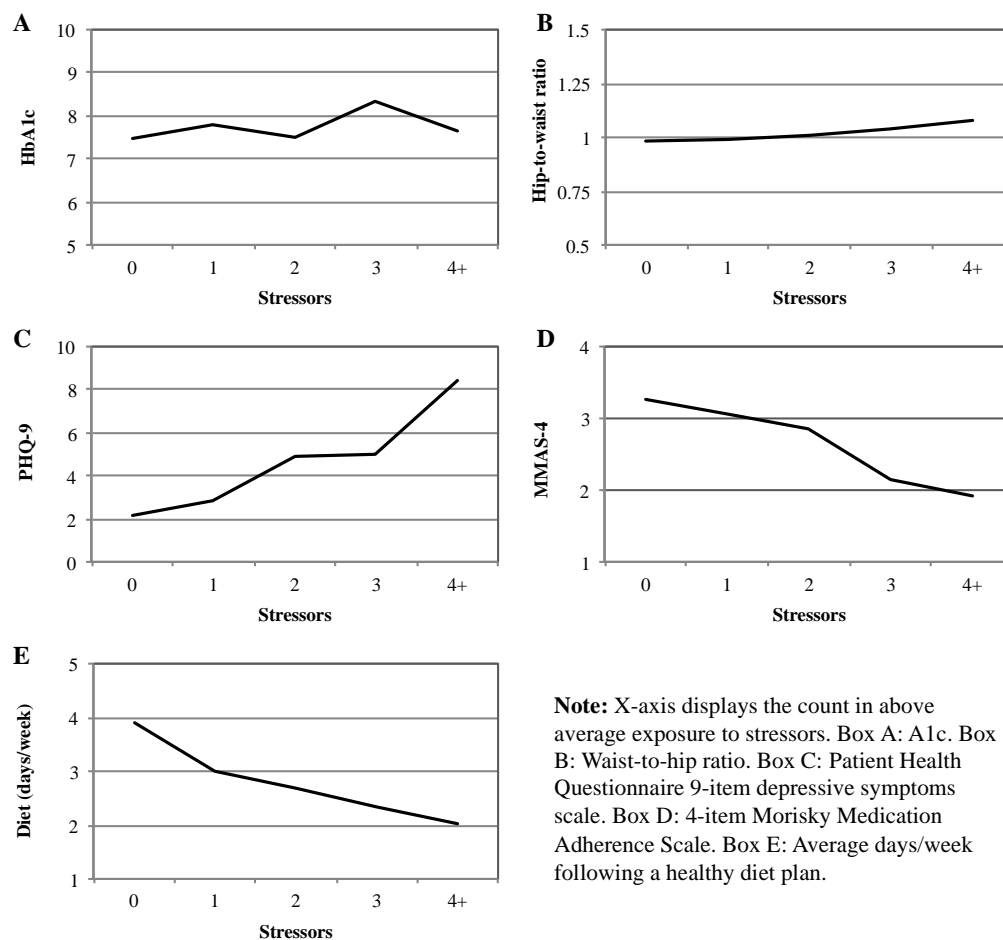 A
10
9
8
7
6
5
HbA1c
0 1 2 3 4+
Stressors
B
1.5
1.25
1
0.75
0.5
Hip-to-waist ratio
0 1 2 3 4+
Stressors
C
10
8
6
4
2
0
PHQ-9
0 1 2 3 4+
Stressors
D
4
3
2
1
MMAS-4
0 1 2 3 4+
Stressors
E
5
4
3
2
1
Diet (days/week)
0 1 2 3 4+
Stressors
Note: X-axis displays the count in above
average exposure to stressors. Box A: A1c. Box
B: Waist-to-hip ratio. Box C: Patient Health
Questionnaire 9-item depressive symptoms
scale. Box D: 4-item Morisky Medication
Adherence Scale. Box E: Average days/week
following a healthy diet plan.